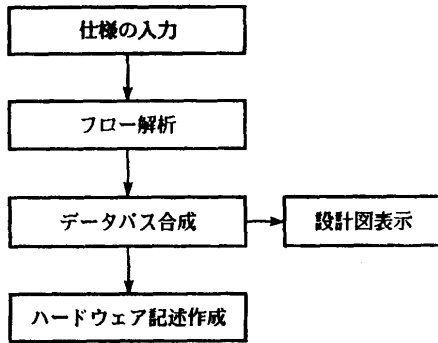 仕様の入力
フロー解析
データパス合成
設計図表示
ハードウェア記述作成